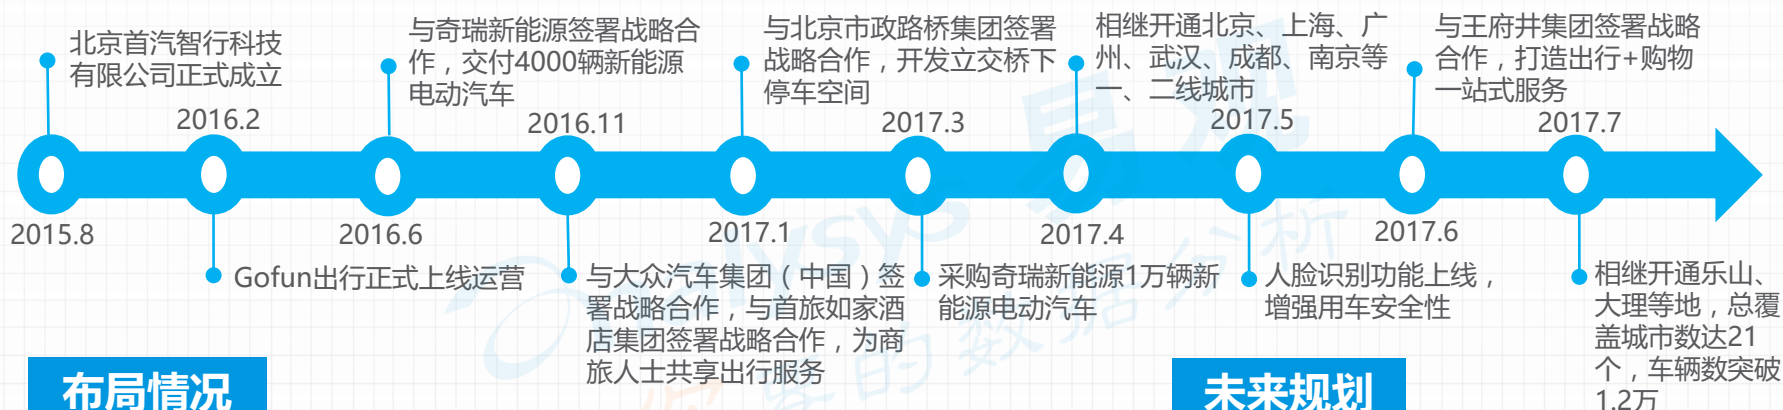 北京首汽智行科技
有限公司正式成立
2015.8
2016.2
Gofun出行正式上线运营
与奇瑞新能源签署战略合
作，交付4000辆新能源
电动汽车
2016.6
2016.11
与大众汽车集团（中国）签
署战略合作，与首旅如家酒
店集团签署战略合作，为商
旅人士共享出行服务
与北京市政路桥集团签署
战略合作，开发立交桥下
停车空间
2017.1
2017.3
采购奇瑞新能源1万辆新
能源电动汽车
相继开通北京、上海、广
州、武汉、成都、南京等
一、二线城市
2017.4
2017.5
人脸识别功能上线，
增强用车安全性
与王府井集团签署战略
合作，打造出行+购物
一站式服务
2017.6
2017.7
相继开通乐山、
大理等地，总覆
盖城市数达21
个，车辆数突破
1.2万
布局情况
未来规划
易观
的数据分析